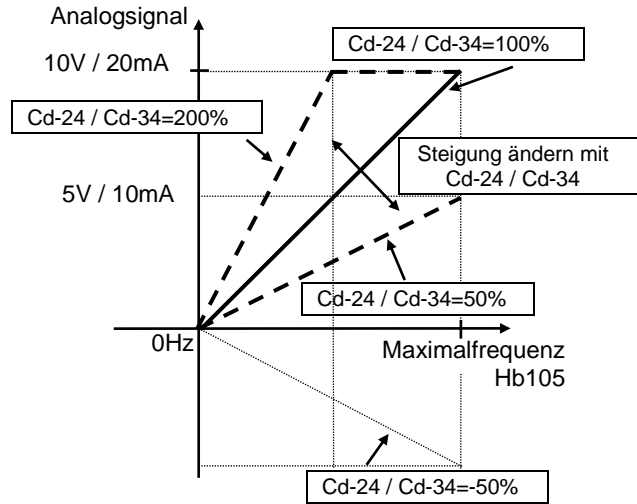 Analogsignal
Cd-24 / Cd-34=100%
10V / 20mA
Cd-24 / Cd-34=200%
Steigung ändern mit
Cd-24 / Cd-34
5V / 10mA
Cd-24 / Cd-34=50%
0Hz
Maximalfrequenz
Hb105
Cd-24 / Cd-34=-50%